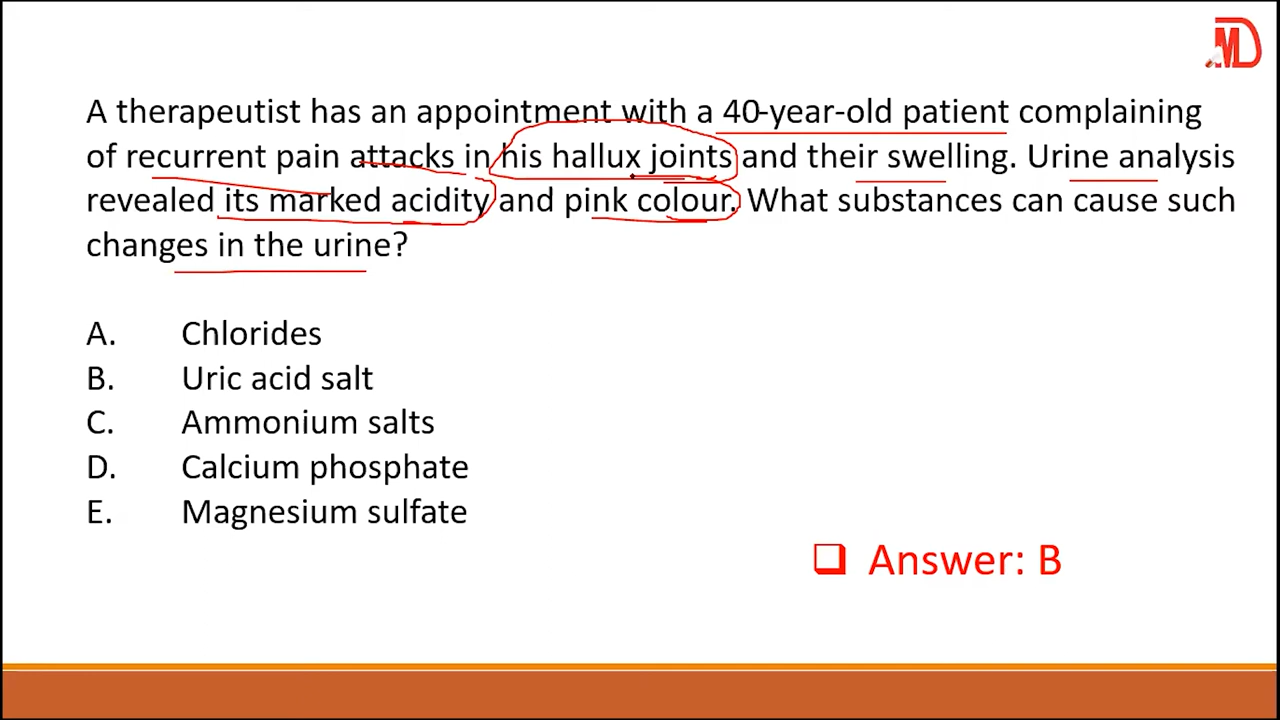 MD
A therapeutist has an appointment with a 40-year-old patient complaining
of recurrent pain attacks in his hallux joints and their swelling. Urine analysis
revealed its marked acidity and pink colour. What substances can cause such
changes in the urine?
A. Chlorides
B. Uric acid salt
C. Ammonium salts
D. Calcium phosphate
E. Magnesium sulfate
Answer: B